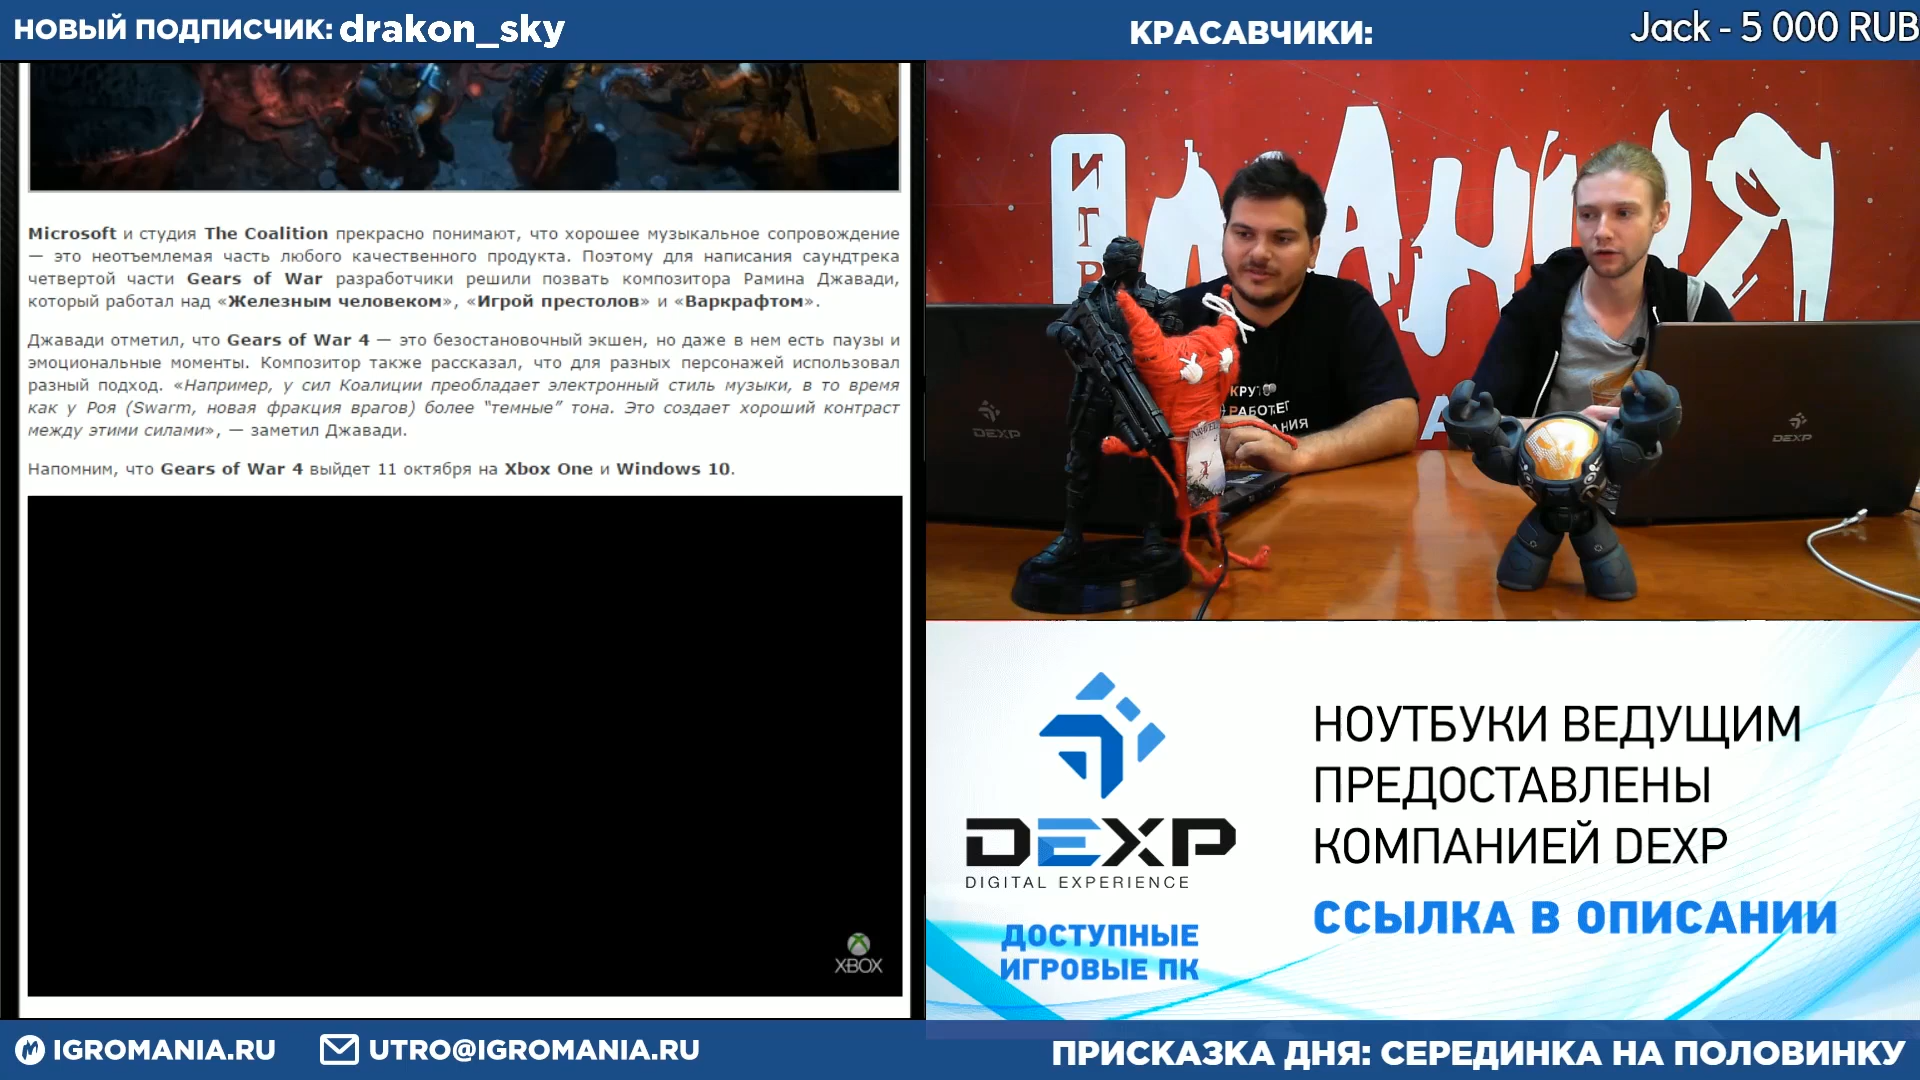 НОВЫЙ ПОДПИСЧИК: drakon_sky
КРАСАВЧИКИ:
Jack - 5 000 RUB
Microsoft и студия The Coalition прекрасно понимают, что хорошее музыкальное сопровождение
— это неотъемлемая часть любого качественного продукта. Поэтому для написания саундтрека
четвертой части Gears of War разработчики решили позвать композитора Рамина Джавади,
который работал над «Железным человеком», «Игрой престолов» и «Варкрафтом».
Джавади отметил, что Gears of War 4 — это безостановочный экшен, но даже в нем есть паузы и
эмоциональные моменты. Композитор также рассказал, что для разных персонажей использовал
разный подход. «Например, у сил Коалиции преобладает электронный стиль музыки, в то время
как у Роя (Swarm, новая фракция врагов) более “темные” тона. Это создает хороший контраст
между этими силами», — заметил Джавади.
Напомним, что Gears of War 4 выйдет 11 октября на Xbox One и Windows 10.
XBOX
DEXP
DEXP
DEXP
DIGITAL EXPERIENCE
ДОСТУПНЫЕ
ИГРОВЫЕ ПК
НОУТБУКИ ВЕДУЩИМ
ПРЕДОСТАВЛЕНЫ
КОМПАНИЕЙ DEXP
ССЫЛКА В ОПИСАНИИ
IGROMANIA.RU
UTRO@IGROMANIA.RU
ПРИСКАЗКА ДНЯ: СЕРЕДИНКА НА ПОЛОВИНКУ